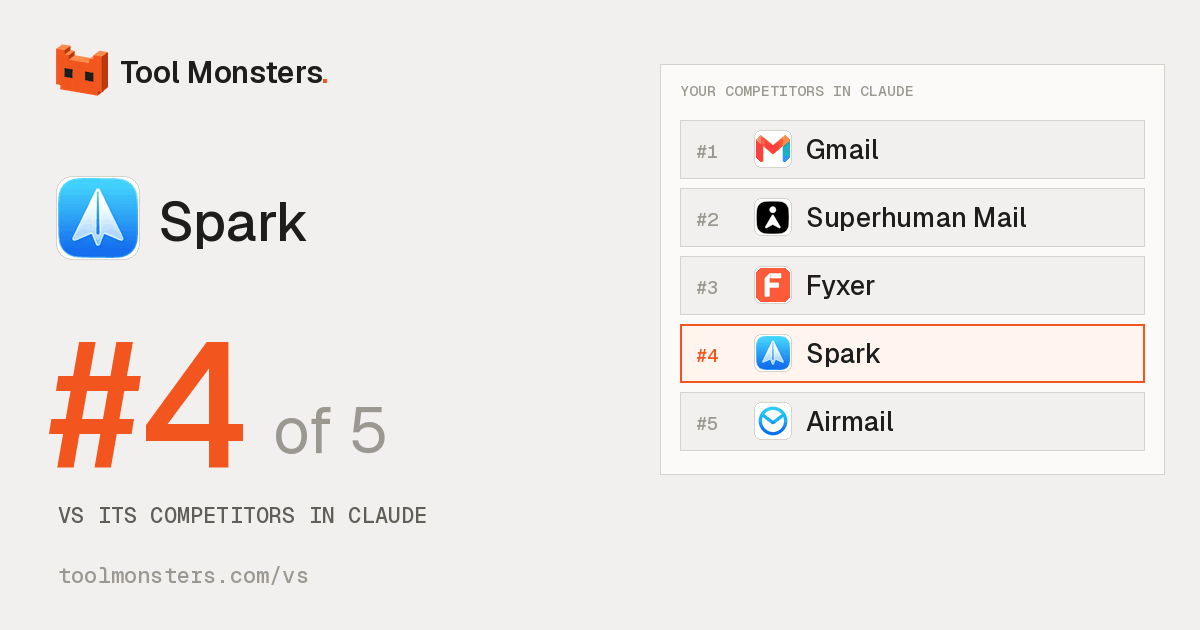 Tool Monsters.
Spark
#4 of 5
VS ITS COMPETITORS IN CLAUDE
toolmonsters.com/vs
YOUR COMPETITORS IN CLAUDE
#1 Gmail
#2 Superhuman Mail
#3 Fyxer
#4 Spark
#5 Airmail